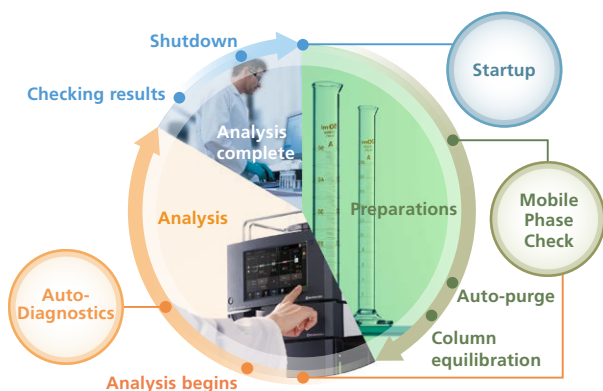 Shutdown
Startup
Checking results
Analysis
complete
Mobile
Phase
Check
Analysis
Preparations
Auto-
Diagnostics
Auto-purge
Column
equilibration
Analysis begins